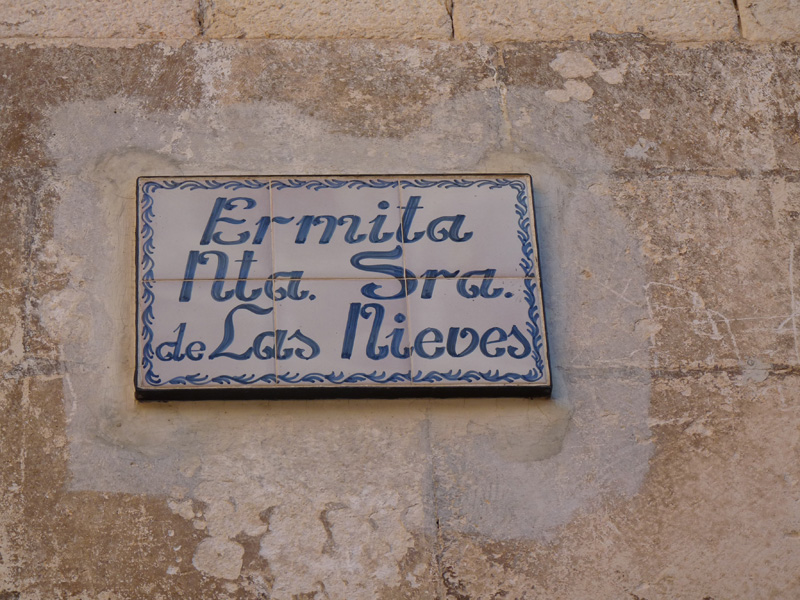 Ermita
Nta. Sra.
de Las Nieves